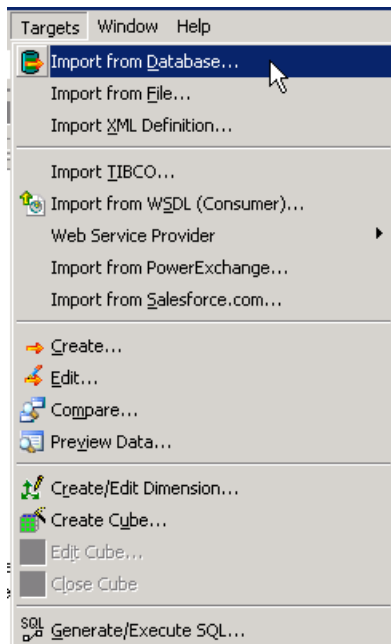 Targets Window Help
Import from Database...
Import from File...
Import XML Definition...
Import TIBCO...
Import from WSDL (Consumer)...
Web Service Provider
Import from PowerExchange...
Import from Salesforce.com...
Create...
Edit...
Compare...
Preview Data...
Create/Edit Dimension...
Create Cube...
Edit Cube...
Close Cube
SQL Generate/Execute SQL...